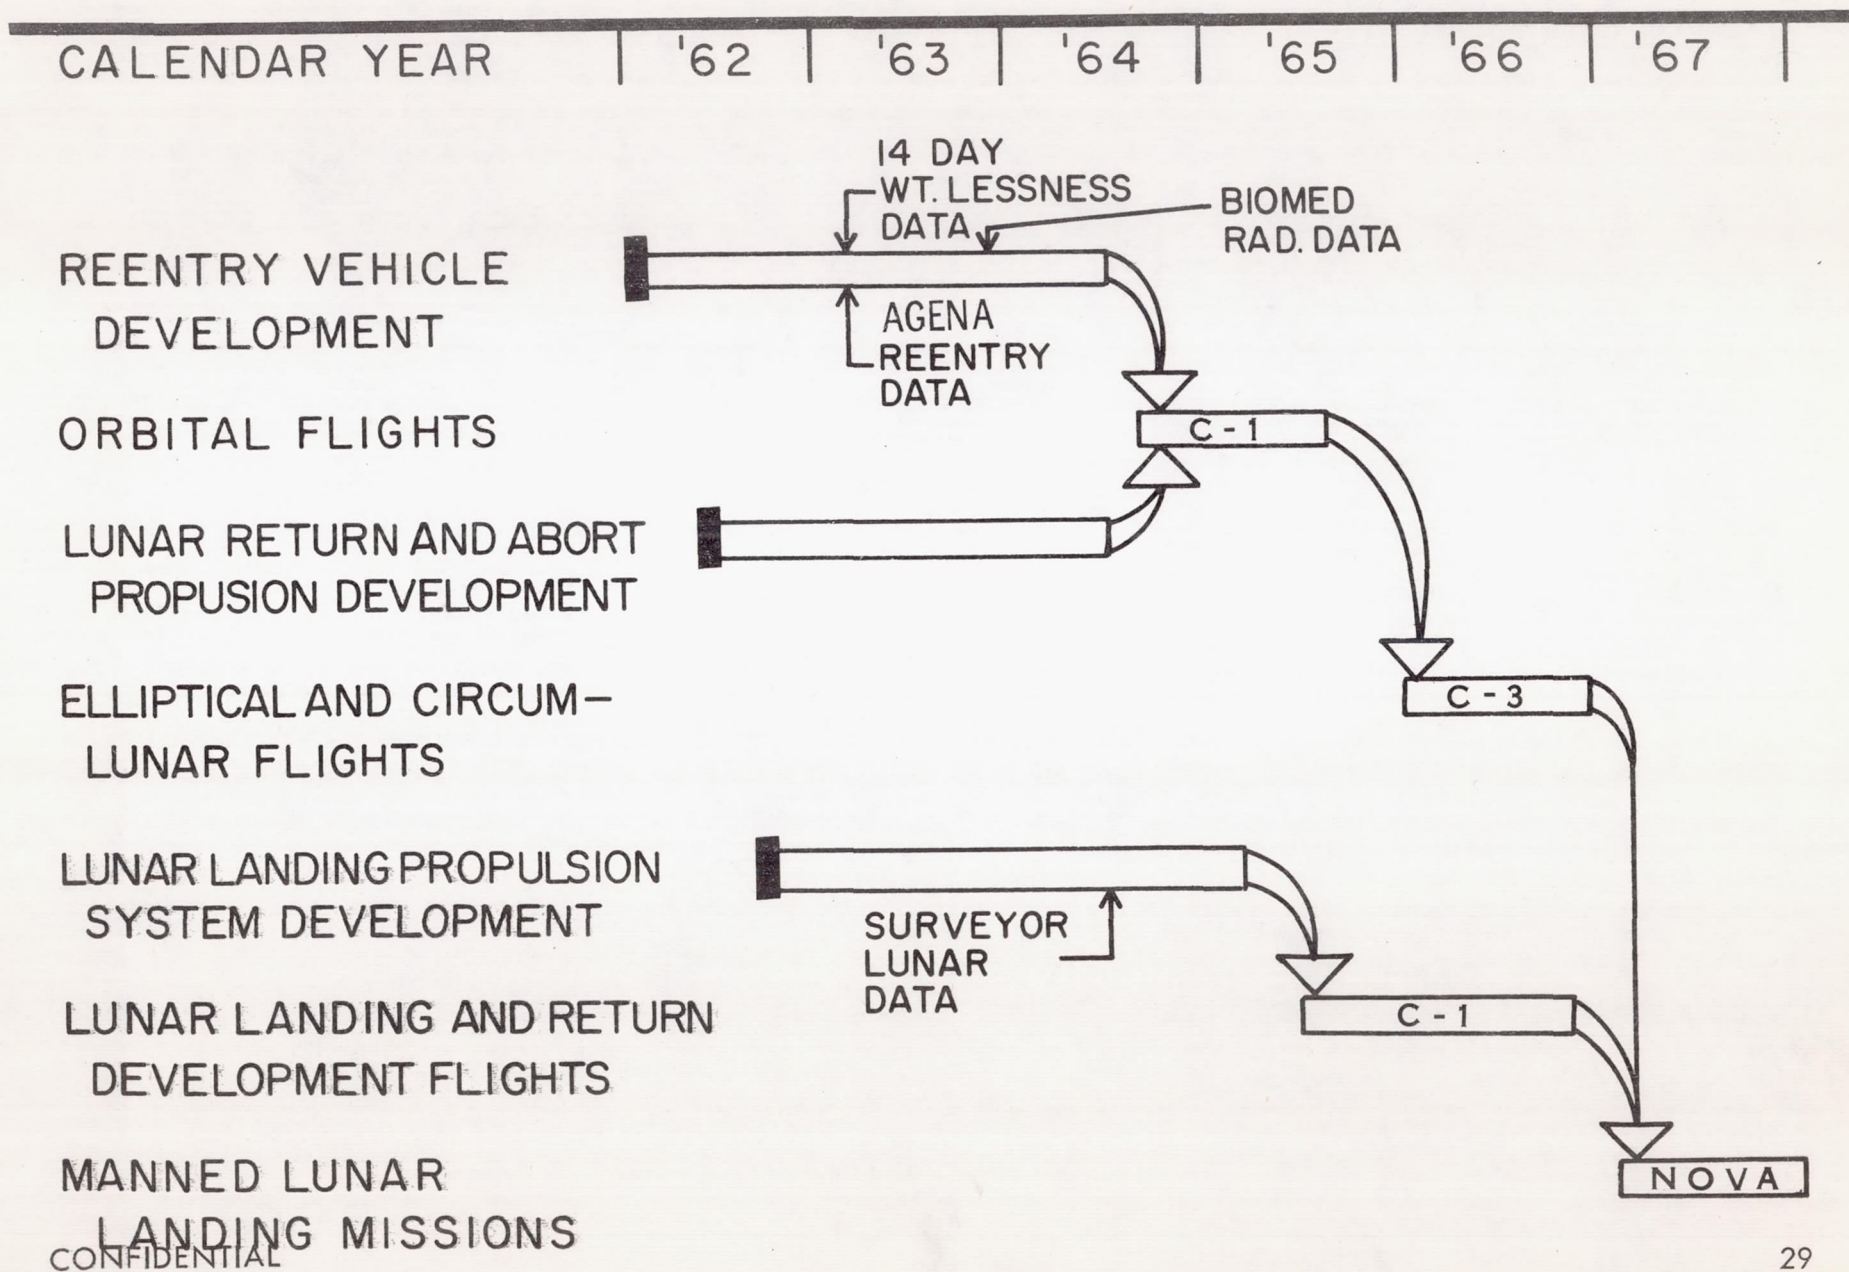 CALENDAR YEAR '62 '63 '64 '65 '66 '67
14 DAY
WT. LESSNESS
DATA
BIOMED
RAD. DATA
REENTRY VEHICLE
DEVELOPMENT
AGENA
REENTRY
DATA
ORBITAL FLIGHTS
C-1
LUNAR RETURN AND ABORT
PROPUSION DEVELOPMENT
ELLIPTICAL AND CIRCUM-
LUNAR FLIGHTS
C-3
LUNAR LANDING PROPULSION
SYSTEM DEVELOPMENT
SURVEYOR
LUNAR
DATA
LUNAR LANDING AND RETURN
DEVELOPMENT FLIGHTS
C-1
MANNED LUNAR
LANDING MISSIONS
NOVA
CONFIDENTIAL
29